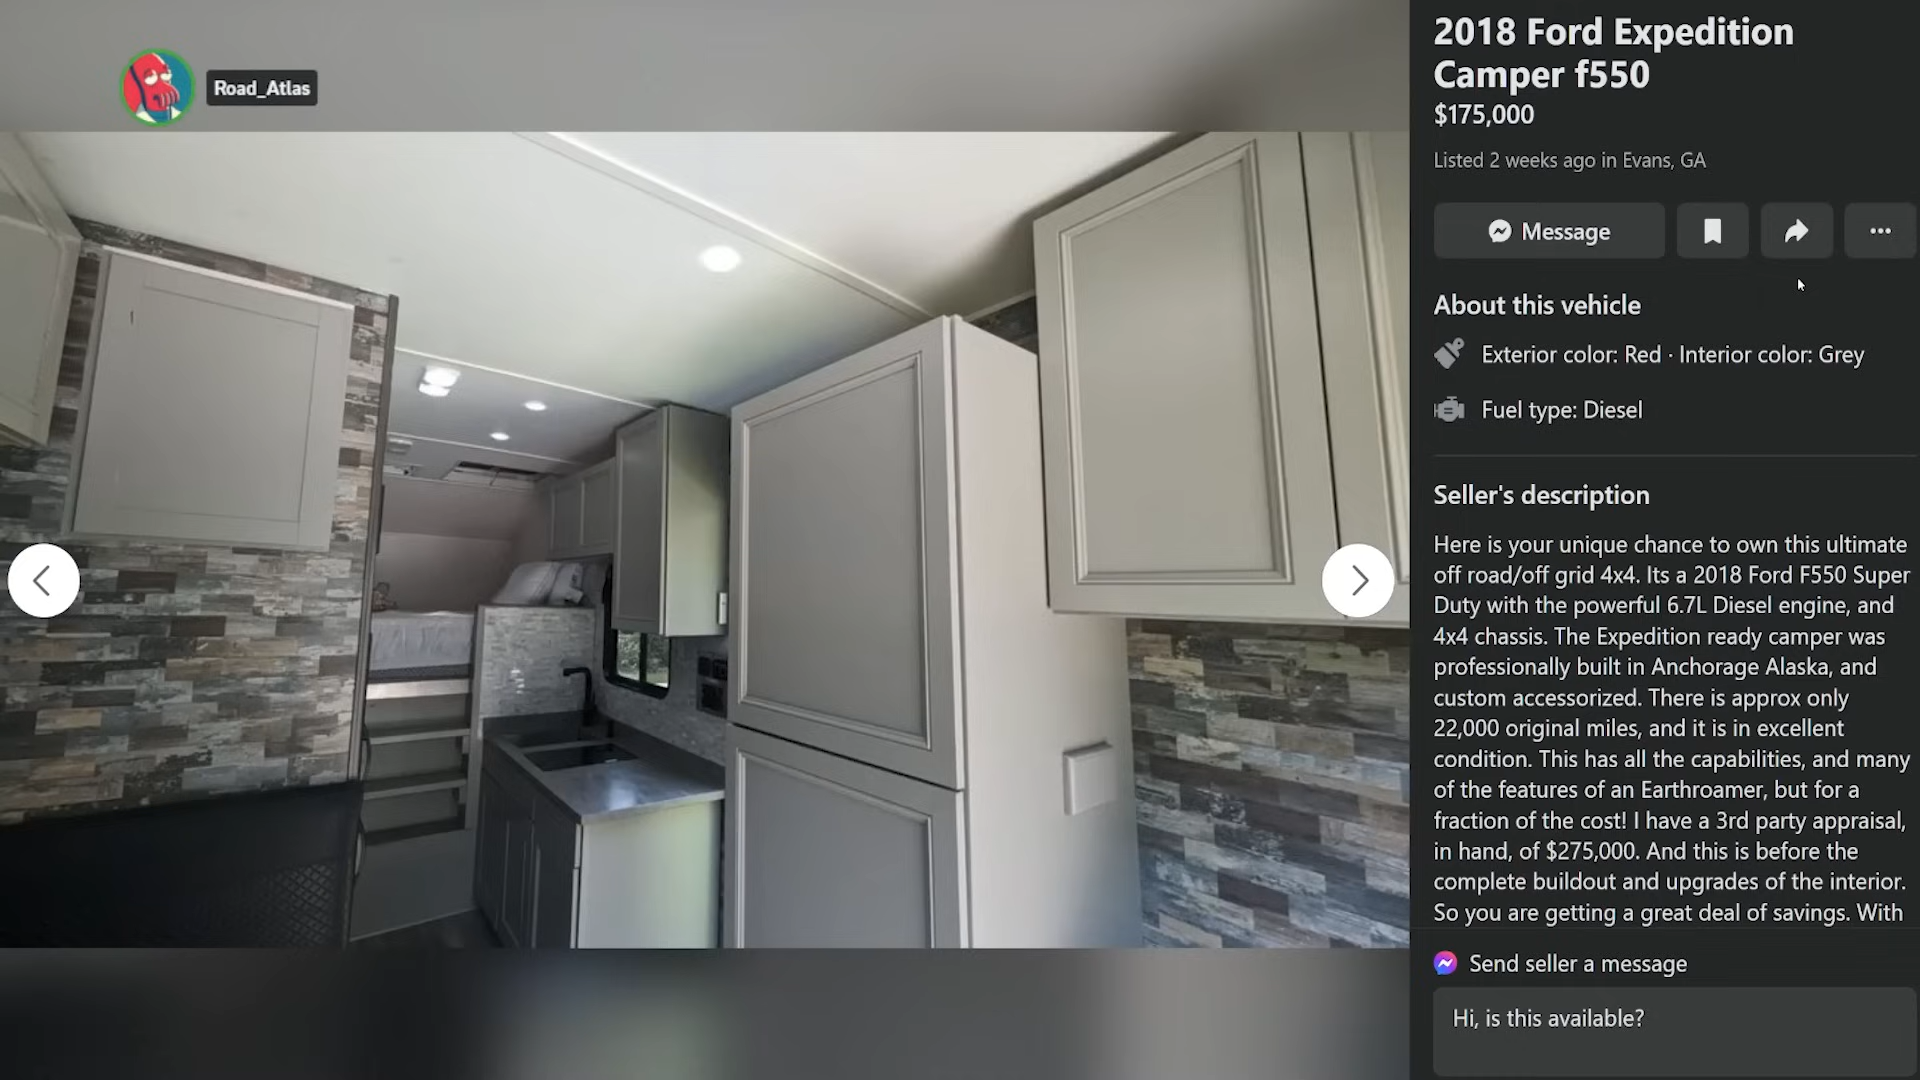 Road_Atlas
2018 Ford Expedition
Camper f550
$175,000
Listed 2 weeks ago in Evans, GA
Message
About this vehicle
Exterior color: Red · Interior color: Grey
Fuel type: Diesel
Seller's description
Here is your unique chance to own this ultimate
off road/off grid 4x4. Its a 2018 Ford F550 Super
Duty with the powerful 6.7L Diesel engine, and
4x4 chassis. The Expedition ready camper was
professionally built in Anchorage Alaska, and
custom accessorized. There is approx only
22,000 original miles, and it is in excellent
condition. This has all the capabilities, and many
of the features of an Earthroamer, but for a
fraction of the cost! I have a 3rd party appraisal,
in hand, of $275,000. And this is before the
complete buildout and upgrades of the interior.
So you are getting a great deal of savings. With
Send seller a message
Hi, is this available?